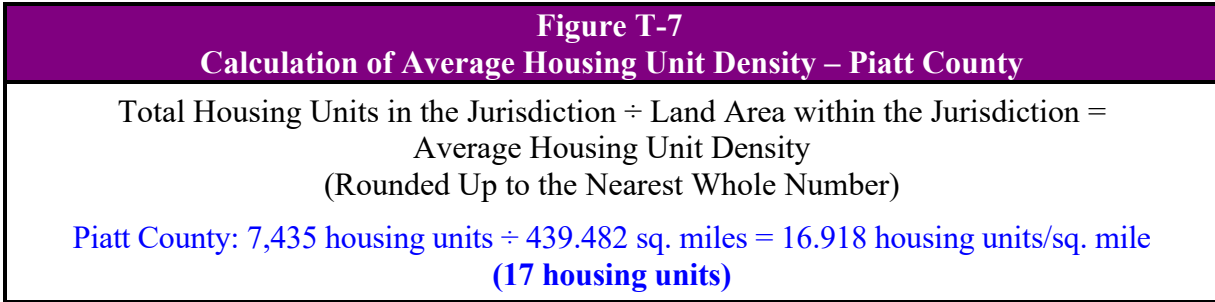 Figure T-7
Calculation of Average Housing Unit Density – Piatt County
Total Housing Units in the Jurisdiction ÷ Land Area within the Jurisdiction =
Average Housing Unit Density
(Rounded Up to the Nearest Whole Number)
Piatt County: 7,435 housing units ÷ 439.482 sq. miles = 16.918 housing units/sq. mile
(17 housing units)